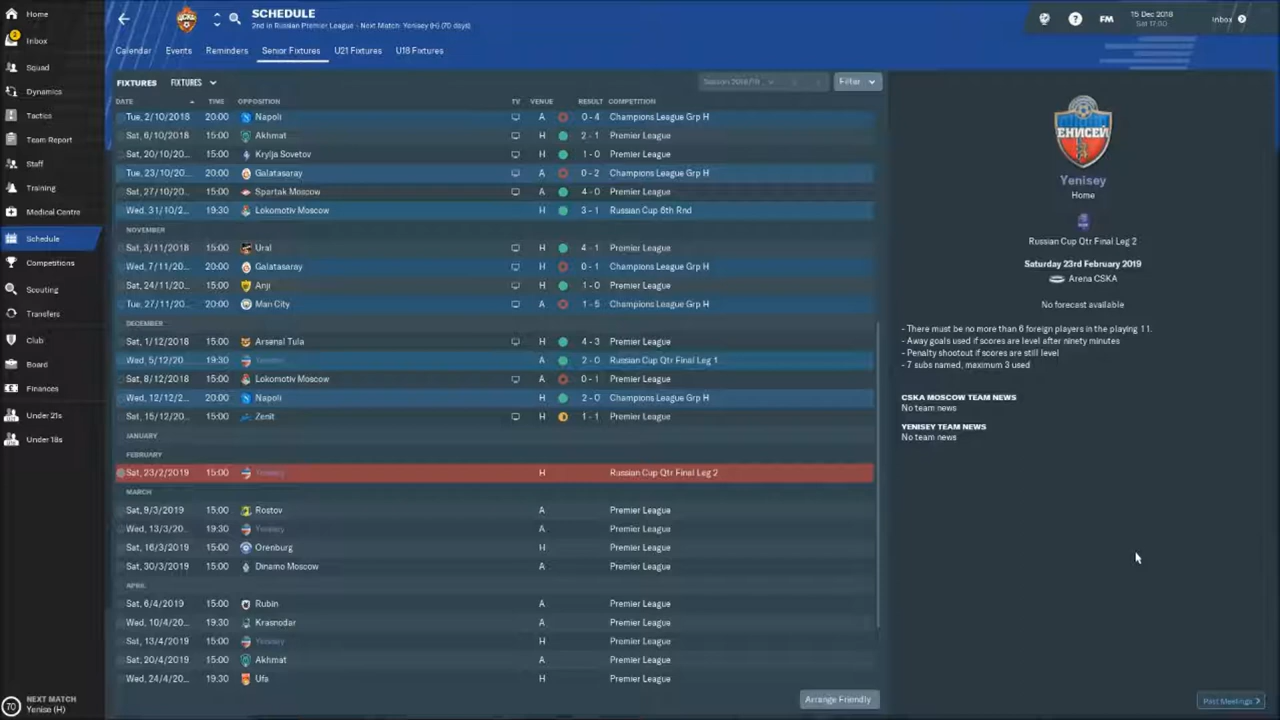 Home
Inbox
Squad
Dynamics
Tactics
Team Report
Staff
Training
Medical Centre
Schedule
Competitions
Scouting
Transfers
Club
Board
Finances
Under 21s
Under 18s
70 NEXT MATCH
Yenise (H)
SCHEDULE
2nd in Russian Premier League - Next Match: Yenisey (H) (70 days)
FM 15 Dec 2018
Sat 17:00
Inbox
Calendar Events Reminders Senior Fixtures U21 Fixtures U18 Fixtures
FIXTURES FIXTURES Filter
DATE TIME OPPOSITION TV VENUE RESULT COMPETITION
Tue, 2/10/2018 20:00 Napoli A 0 - 4 Champions League Grp H
Sat, 6/10/2018 15:00 Akhmat H 2 - 1 Premier League
Sat, 20/10/20... 15:00 Krylja Sovetov H 1 - 0 Premier League
Tue, 23/10/20... 20:00 Galatasaray A 0 - 2 Champions League Grp H
Sat, 27/10/20... 15:00 Spartak Moscow A 4 - 0 Premier League
Wed, 31/10/2... 19:30 Lokomotiv Moscow H 3 - 1 Russian Cup 6th Rnd
NOVEMBER
Sat, 3/11/2018 15:00 Ural H 4 - 1 Premier League
Wed, 7/11/20... 20:00 Galatasaray H 0 - 1 Champions League Grp H
Sat, 24/11/20... 15:00 Anji H 1 - 0 Premier League
Tue, 27/11/20... 20:00 Man City A 1 - 5 Champions League Grp H
DECEMBER
Sat, 1/12/2018 15:00 Arsenal Tula H 4 - 3 Premier League
Wed, 5/12/20... 19:30 Yenisey A 2 - 0 Russian Cup Qtr Final Leg 1
Sat, 8/12/2018 15:00 Lokomotiv Moscow A 0 - 1 Premier League
Wed, 12/12/2... 20:00 Napoli H 2 - 0 Champions League Grp H
Sat, 15/12/20... 15:00 Zenit H 1 - 1 Premier League
JANUARY
FEBRUARY
Sat, 23/2/2019 15:00 Yenisey H Russian Cup Qtr Final Leg 2
MARCH
Sat, 9/3/2019 15:00 Rostov A Premier League
Wed, 13/3/20... 19:30 Yenisey A Premier League
Sat, 16/3/2019 15:00 Orenburg H Premier League
Sat, 30/3/2019 15:00 Dinamo Moscow A Premier League
APRIL
Sat, 6/4/2019 15:00 Rubin A Premier League
Wed, 10/4/20... 19:30 Krasnodar A Premier League
Sat, 13/4/2019 15:00 Yenisey H Premier League
Sat, 20/4/2019 15:00 Akhmat A Premier League
Wed, 24/4/20... 19:30 Ufa H Premier League
Arrange Friendly
ЕНИСЕЙ
Yenisey
Home
Russian Cup Qtr Final Leg 2
Saturday 23rd February 2019
Arena CSKA
No forecast available
- There must be no more than 6 foreign players in the playing 11.
- Away goals used if scores are level after ninety minutes
- Penalty shootout if scores are still level
- 7 subs named, maximum 3 used
CSKA MOSCOW TEAM NEWS
No team news
YENISEY TEAM NEWS
No team news
Past Meetings